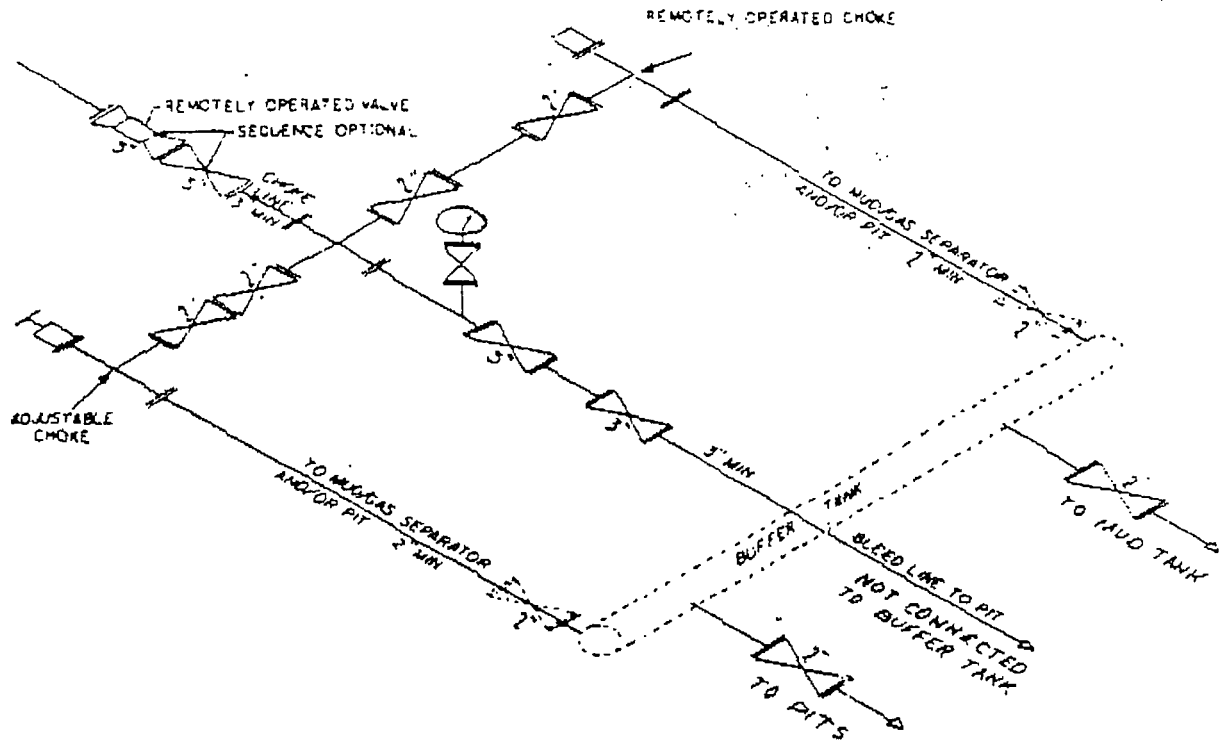 REMOTELY OPERATED CHOKE
REMOTELY OPERATED VALVE
SEQUENCE OPTIONAL
3"
3"
CHOKE
LINE
3 MIN
2"
2"
2"
2"
TO MUD/GAS SEPARATOR
AND/OR PIT
2" MIN
2"
3"
3"
3" MIN
ADJUSTABLE
CHOKE
TO MUD/GAS SEPARATOR
AND/OR PIT
2 MIN
2"
BUFFER TANK
2"
TO MUD TANK
BLEED LINE TO PIT
NOT CONNECTED
TO BUFFER TANK
2"
TO PITS